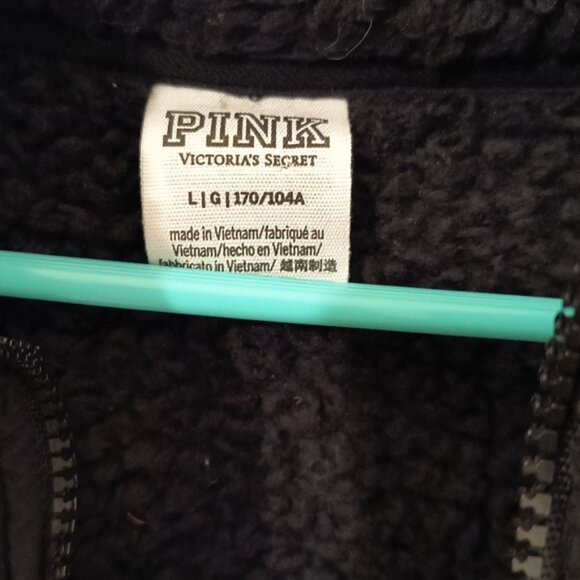 PINK
VICTORIA'S SECRET
L | G | 170/104A
made in Vietnam/fabriqué au
Vietnam/hecho en Vietnam/
fabbricato in Vietnam/ 越南制造